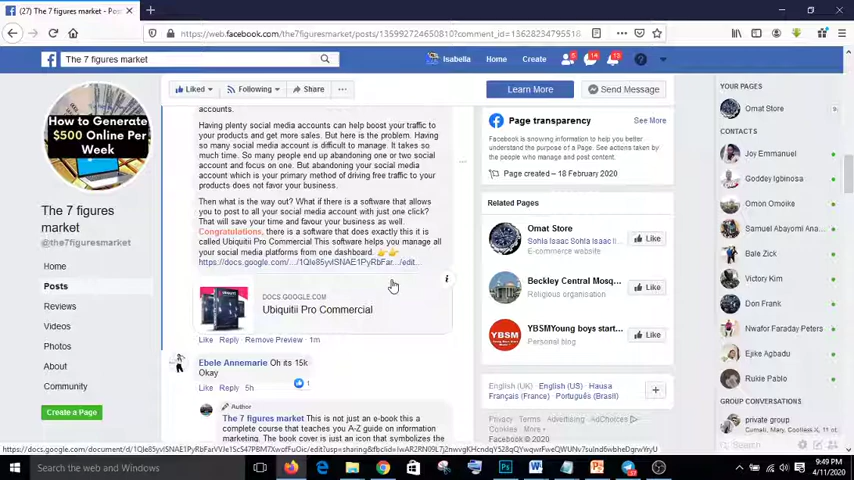 (27) The 7 figures market - Pos
https://web.facebook.com/the7figuresmarket/posts/135992724650810?comment_id=13628234795518
The 7 figures market
Isabella
Home
Create
2
14
13
How to Generate
$500 Online Per
Week
The 7 figures
market
@the7figuresmarket
Home
Posts
Reviews
Videos
Photos
About
Community
Create a Page
Liked
Following
Share
Learn More
Send Message
accounts.
Having plenty social media accounts can help boost your traffic to
your products and get more sales. But here is the problem. Having
so many social media account is difficult to manage. It takes so
much time. So many people end up abandoning one or two social
account and focus on one. But abandoning your social media
account which is your primary method of driving free traffic to your
products does not favor your business.
Then what is the way out? What if there is a software that allows
you to post to all your social media account with just one click?
That will save your time and favour your business as well.
Congratulations, there is a software that does exactly this it is
called Ubiquitii Pro Commercial This software helps you manage all
your social media platforms from one dashboard.
DOCS.GOOGLE.COM
Ubiquitii Pro Commercial
Like Reply Remove Preview · 1m
Ebele Annemarie Oh its 15k
Okay
Like Reply 5h
1
Author
The 7 figures market This is not just an e-book this a
complete course that teaches you A-Z guide on information
marketing. The book cover is just an icon that symbolizes the
Page transparency
See More
Facebook is showing information to help you better
understand the purpose of a Page. See actions taken by
the people who manage and post content.
Page created – 18 February 2020
Related Pages
Omat Store
Sohla Isaac Sohla Isaac l...
E-commerce website
Like
Beckley Central Mosq...
Religious organisation
Like
YBSM
YBSMYoung boys start...
Personal blog
Like
English (UK) · English (US) · Hausa
Français (France) · Português (Brasil)
Privacy · Terms · Advertising · AdChoices
Cookies · More
Facebook © 2020
YOUR PAGES
Omat Store
CONTACTS
Joy Emmanuel
Goddey Igbinosa
Omon Omoike
Samuel Abayomi Ana...
Bale Zick
Victory Kim
Don Frank
Nwafor Faraday Peters
Ejike Agbadu
Rukie Pablo
GROUP CONVERSATIONS
private group
Search
Search Windows
9:49 PM
4/11/2020